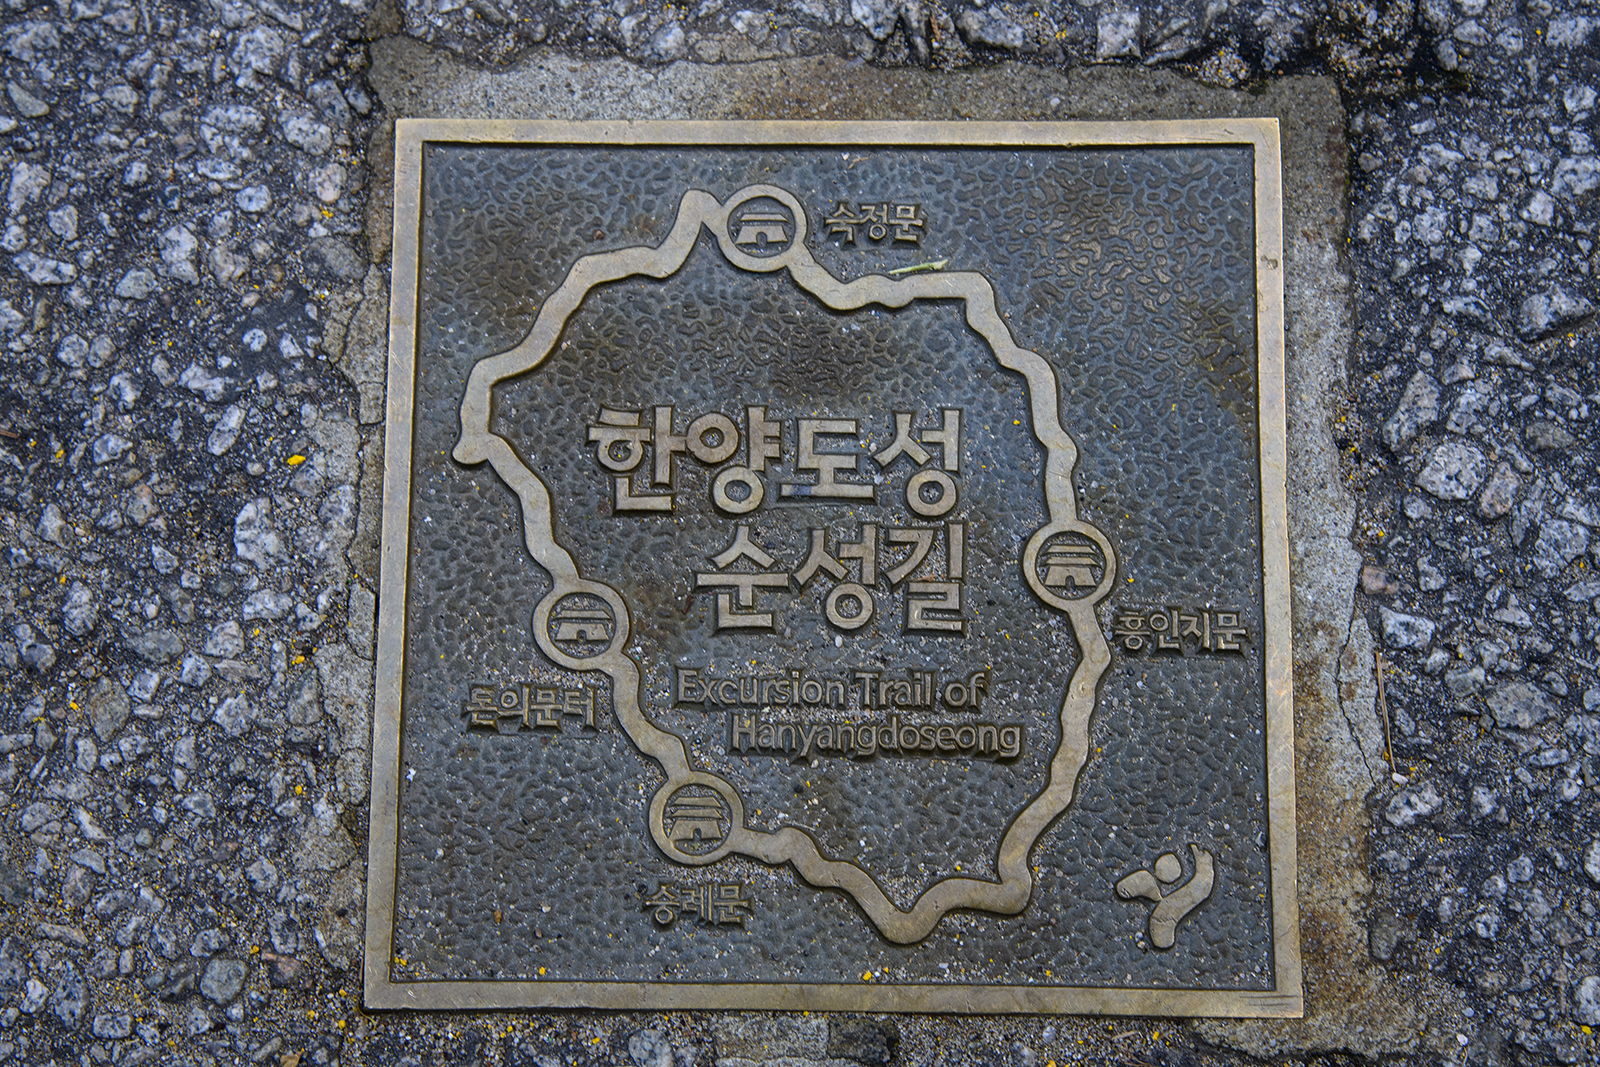 숙정문
한양도성
순성길
흥인지문
Excursion Trail of
Hanyangdoseong
돈의문터
숭례문